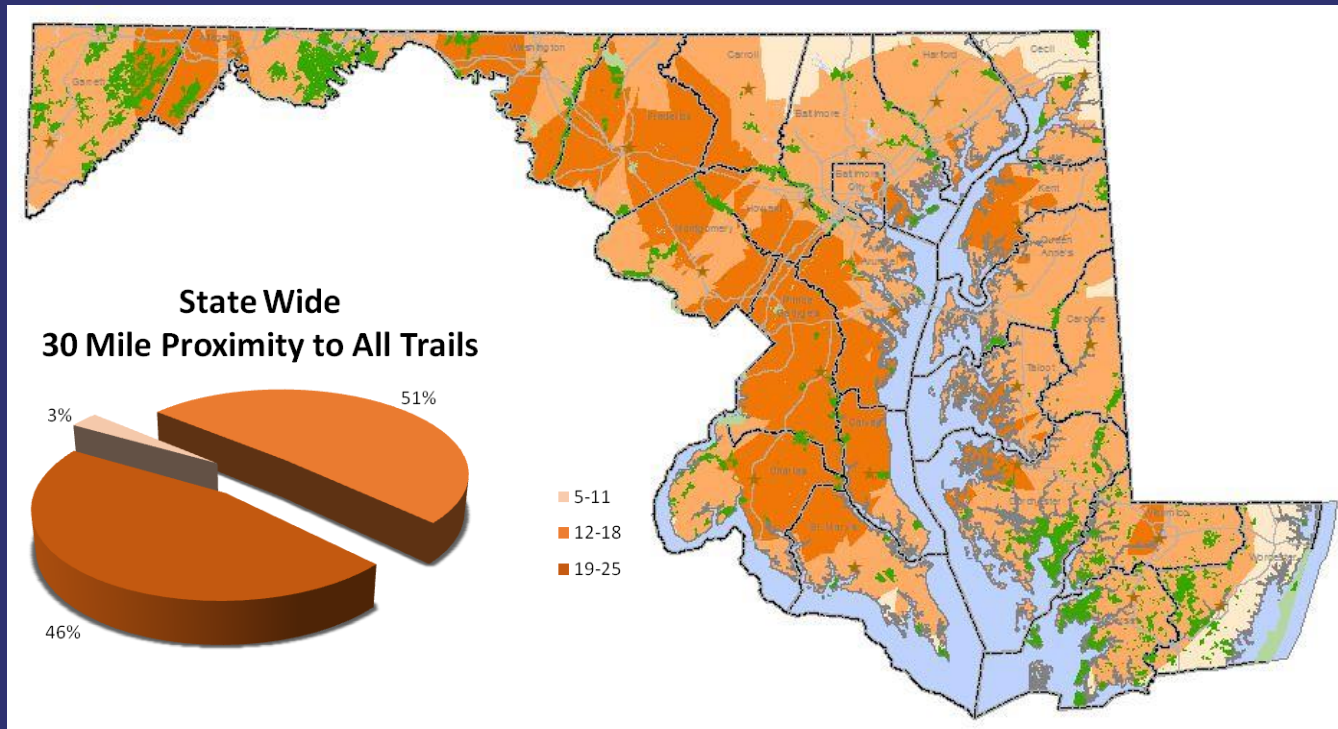 Garrett
Allegany
Washington
Frederick
Carroll
Baltimore
Harford
Cecil
Baltimore
City
Howard
Montgomery
Kent
Queen
Anne's
Anne
Arundel
Prince
George's
Caroline
Talbot
Calvert
Charles
St. Mary's
Dorchester
Wicomico
Worcester
State Wide
30 Mile Proximity to All Trails
3%
51%
46%
5-11
12-18
19-25